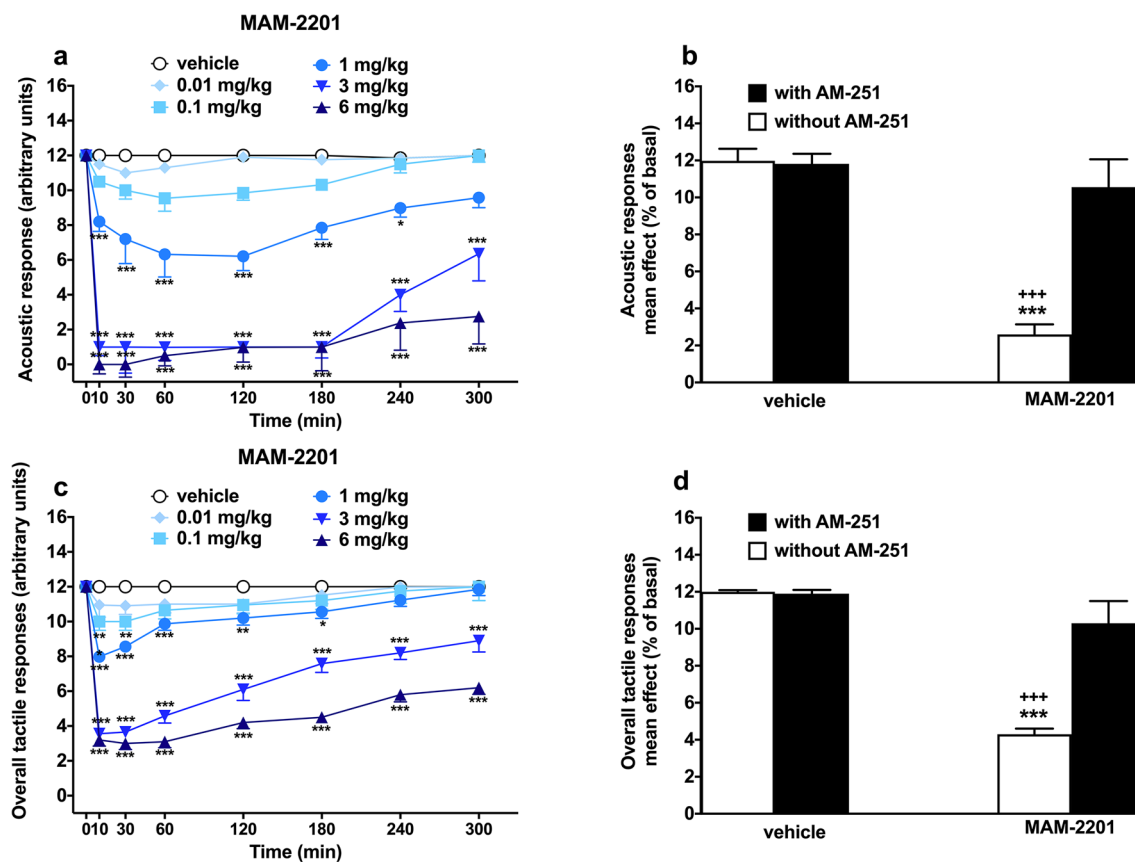 MAM-2201
a
vehicle
0.01 mg/kg
0.1 mg/kg
1 mg/kg
3 mg/kg
6 mg/kg
Acoustic response (arbitrary units)
16
14
12
10
8
6
4
2
0
*** *** *** *** *** * ***
*** *** *** *** *** *** ***
*** *** *** *** *** *** ***
0 10 30 60 120 180 240 300
Time (min)
b
with AM-251
without AM-251
Acoustic responses
mean effect (% of basal)
16
14
12
10
8
6
4
2
0
+++
***
vehicle
MAM-2201
MAM-2201
c
vehicle
0.01 mg/kg
0.1 mg/kg
1 mg/kg
3 mg/kg
6 mg/kg
Overall tactile responses (arbitrary units)
16
14
12
10
8
6
4
2
0
** **
*
*** *** *** ** *
*** *** *** *** *** *** ***
*** *** *** *** *** *** ***
0 10 30 60 120 180 240 300
Time (min)
d
with AM-251
without AM-251
Overall tactile responses
mean effect (% of basal)
16
14
12
10
8
6
4
2
0
+++
***
vehicle
MAM-2201